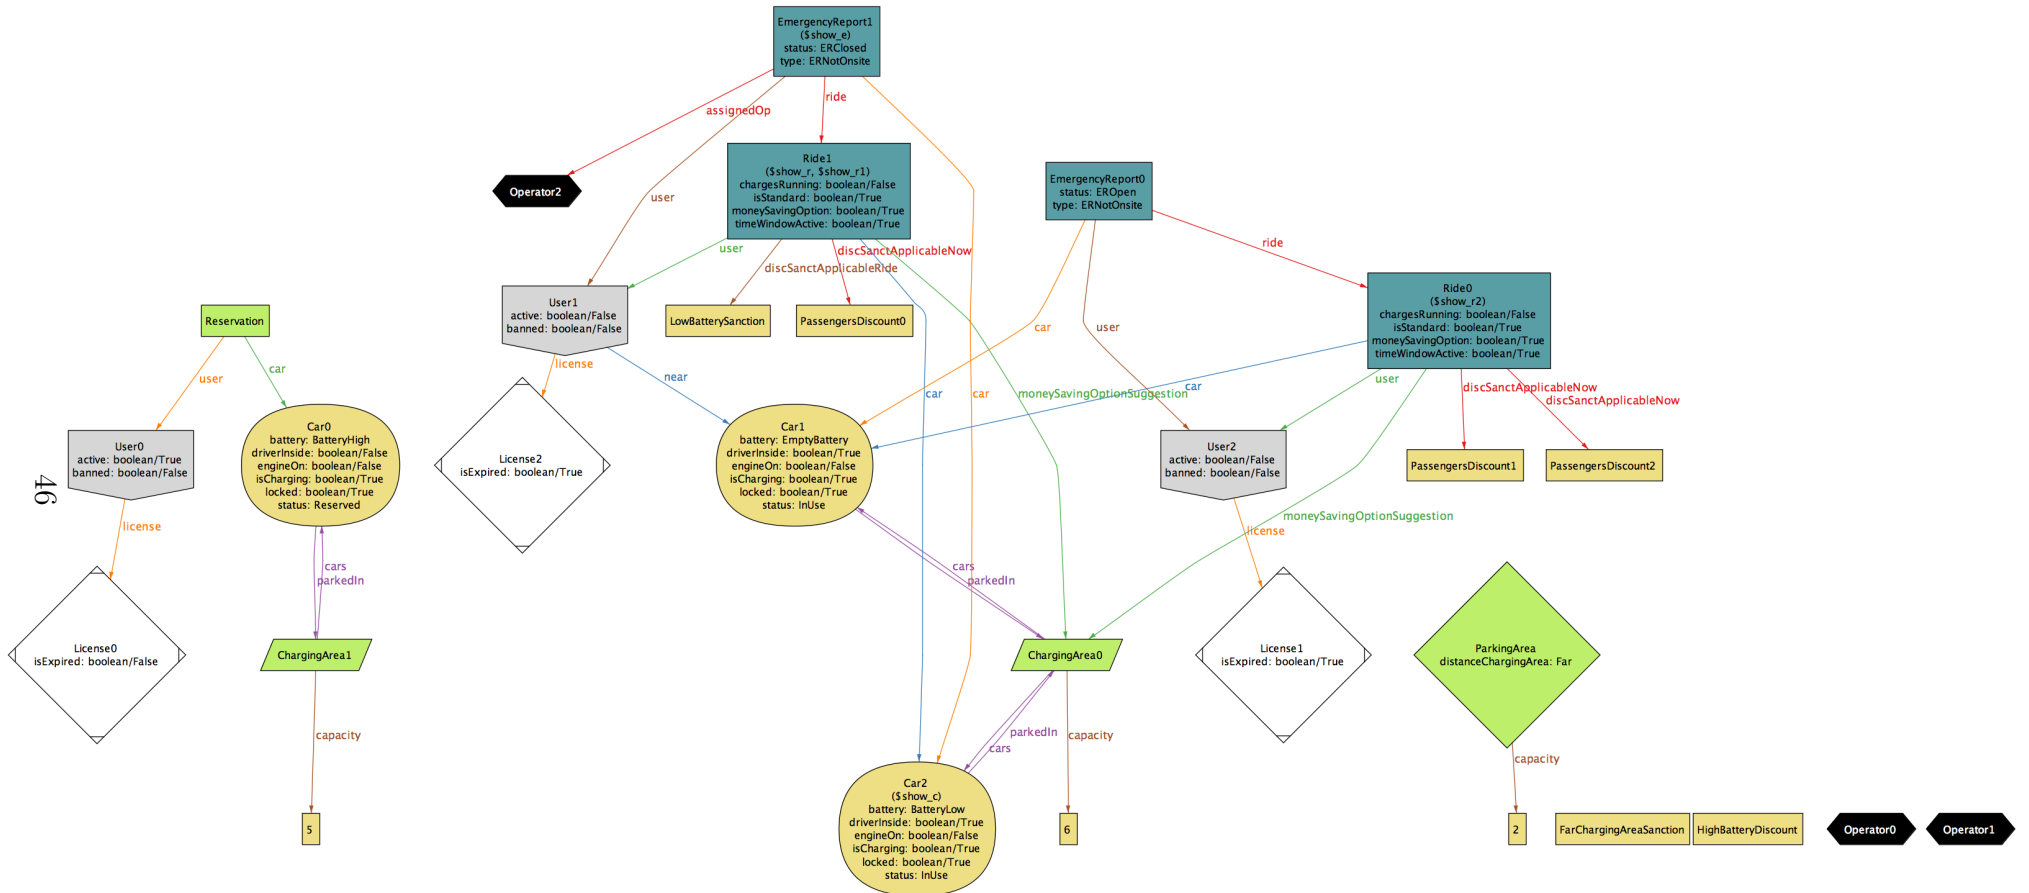 EmergencyReport1
($show_e)
status: ERClosed
type: ERNotOnsite
assignedOp
ride
user
car
Operator2
Ride1
($show_r, $show_r1)
chargesRunning: boolean/False
isStandard: boolean/True
moneySavingOption: boolean/True
timeWindowActive: boolean/True
EmergencyReport0
status: EROpen
type: ERNotOnsite
ride
car
user
user
discSanctApplicableRide
discSanctApplicableNow
car
moneySavingOptionSuggestion
Ride0
($show_r2)
chargesRunning: boolean/False
isStandard: boolean/True
moneySavingOption: boolean/True
timeWindowActive: boolean/True
car
user
discSanctApplicableNow
discSanctApplicableNow
moneySavingOptionSuggestion
Reservation
user
car
User1
active: boolean/False
banned: boolean/False
license
near
LowBatterySanction
PassengersDiscount0
User0
active: boolean/True
banned: boolean/False
license
Car0
battery: BatteryHigh
driverInside: boolean/False
engineOn: boolean/False
isCharging: boolean/True
locked: boolean/True
status: Reserved
cars
parkedIn
License2
isExpired: boolean/True
Car1
battery: EmptyBattery
driverInside: boolean/True
engineOn: boolean/False
isCharging: boolean/True
locked: boolean/True
status: InUse
cars
parkedIn
User2
active: boolean/False
banned: boolean/False
license
PassengersDiscount1
PassengersDiscount2
46
License0
isExpired: boolean/False
ChargingArea1
capacity
ChargingArea0
parkedIn
cars
capacity
License1
isExpired: boolean/True
ParkingArea
distanceChargingArea: Far
capacity
5
Car2
($show_c)
battery: BatteryLow
driverInside: boolean/True
engineOn: boolean/False
isCharging: boolean/True
locked: boolean/True
status: InUse
6
2
FarChargingAreaSanction
HighBatteryDiscount
Operator0
Operator1